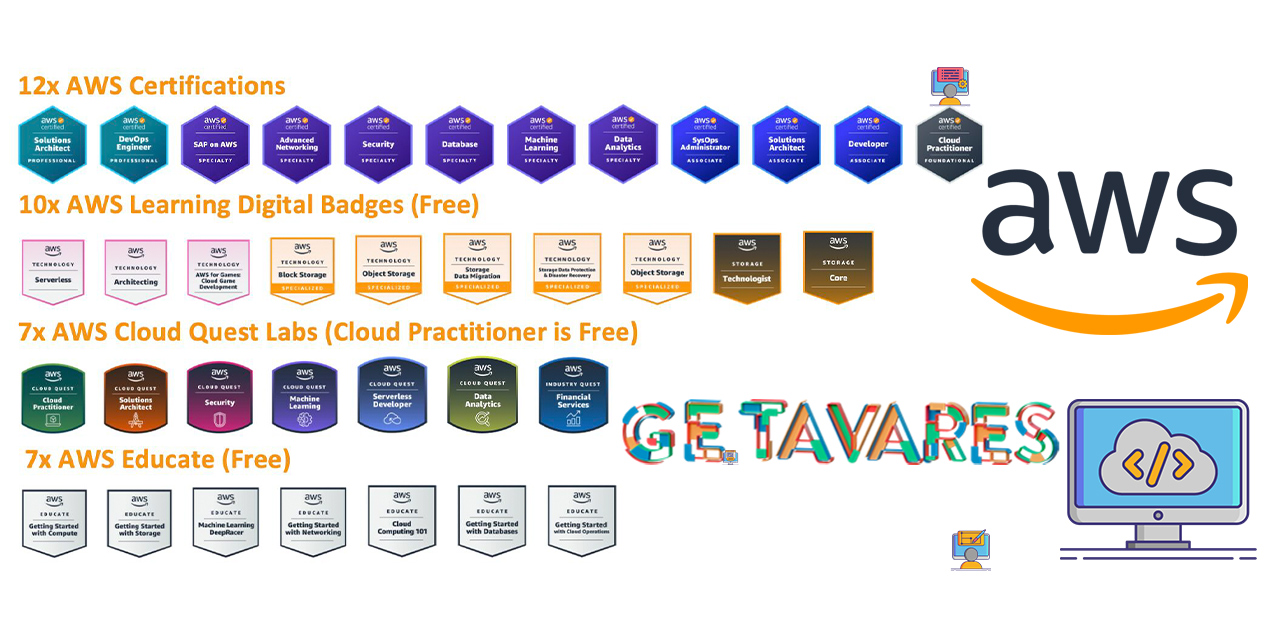 12x AWS Certifications
aws certified Solutions Architect PROFESSIONAL
aws certified DevOps Engineer PROFESSIONAL
aws certified SAP on AWS SPECIALTY
aws certified Advanced Networking SPECIALTY
aws certified Security SPECIALTY
aws certified Database SPECIALTY
aws certified Machine Learning SPECIALTY
aws certified Data Analytics SPECIALTY
aws certified SysOps Administrator ASSOCIATE
aws certified Solutions Architect ASSOCIATE
aws certified Developer ASSOCIATE
aws certified Cloud Practitioner FOUNDATIONAL
aws
10x AWS Learning Digital Badges (Free)
aws TECHNOLOGY Serverless
aws TECHNOLOGY Architecting
aws TECHNOLOGY AWS for Games: Cloud Game Development
aws TECHNOLOGY Block Storage SPECIALIZED
aws TECHNOLOGY Object Storage SPECIALIZED
aws TECHNOLOGY Storage Data Migration SPECIALIZED
aws TECHNOLOGY Storage Data Protection & Disaster Recovery SPECIALIZED
aws TECHNOLOGY Object Storage SPECIALIZED
aws STORAGE Technologist
aws STORAGE Core
7x AWS Cloud Quest Labs (Cloud Practitioner is Free)
aws CLOUD QUEST Cloud Practitioner
aws CLOUD QUEST Solutions Architect
aws CLOUD QUEST Security
aws CLOUD QUEST Machine Learning
aws CLOUD QUEST Serverless Developer
aws CLOUD QUEST Data Analytics
aws INDUSTRY QUEST Financial Services
GE TAVARES
</>
7x AWS Educate (Free)
aws EDUCATE Getting Started with Compute
aws EDUCATE Getting Started with Storage
aws EDUCATE Machine Learning DeepRacer
aws EDUCATE Getting Started with Networking
aws EDUCATE Cloud Computing 101
aws EDUCATE Getting Started with Databases
aws EDUCATE Getting Started with Cloud Operations